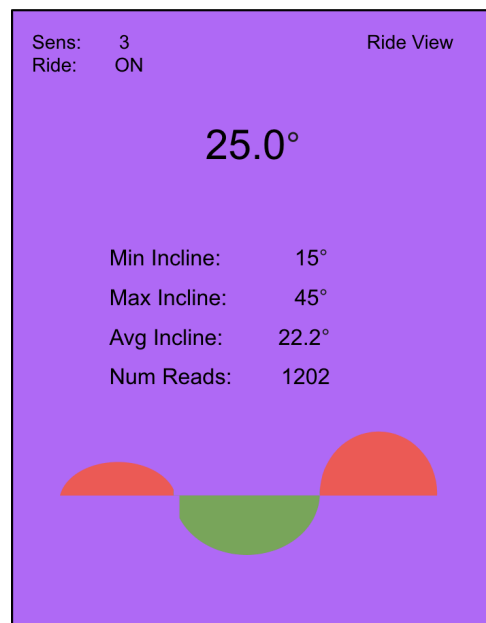 Sens: 3 Ride View
Ride: ON
25.0°
Min Incline: 15°
Max Incline: 45°
Avg Incline: 22.2°
Num Reads: 1202